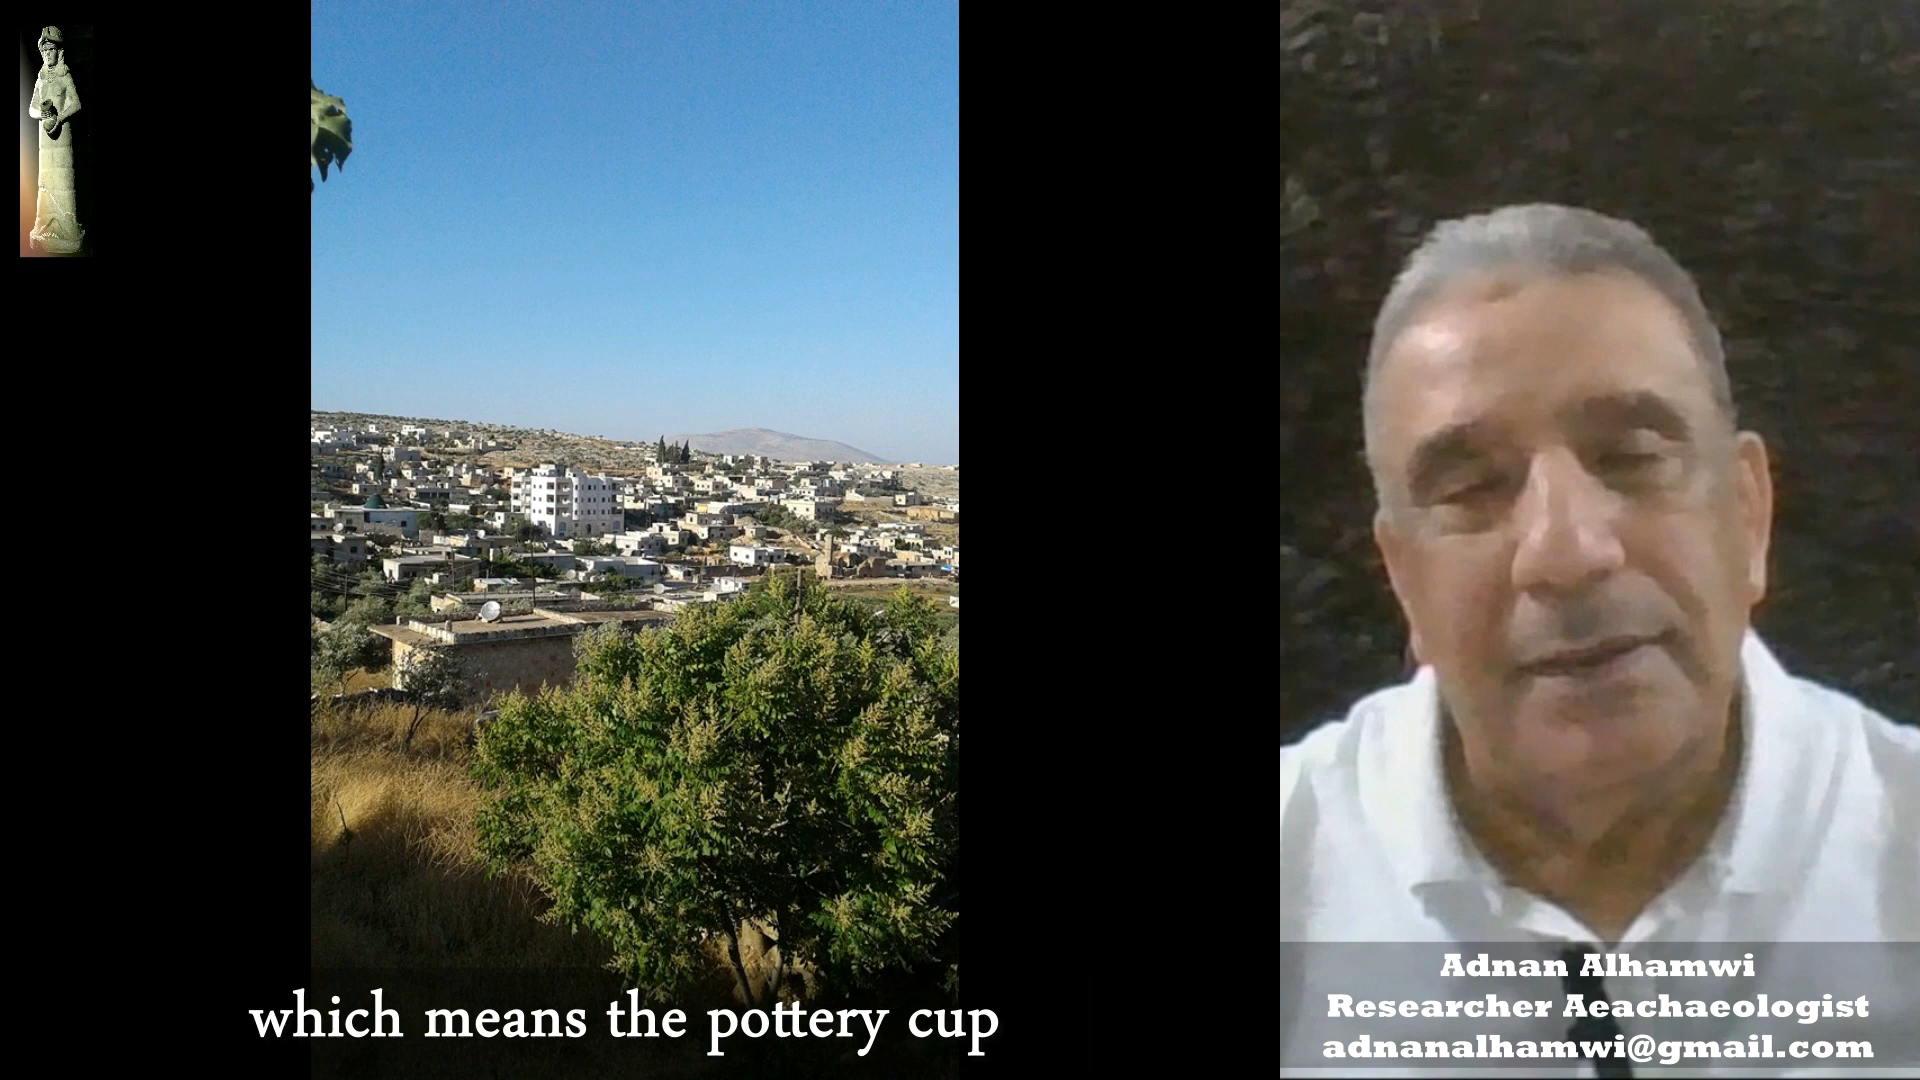 which means the pottery cup
Adnan Alhamwi
Researcher Aeachaeologist
adnanalhamwi@gmail.com